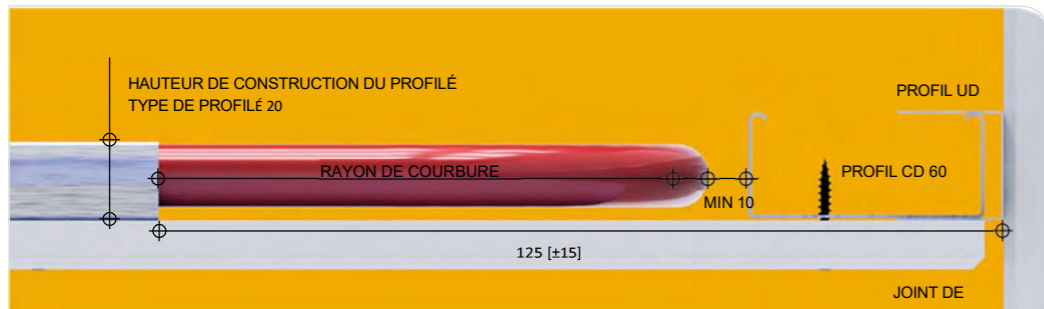 HAUTEUR DE CONSTRUCTION DU PROFILÉ
TYPE DE PROFILÉ 20
PROFIL UD
RAYON DE COURBURE
PROFIL CD 60
MIN 10
125 [±15]
JOINT DE